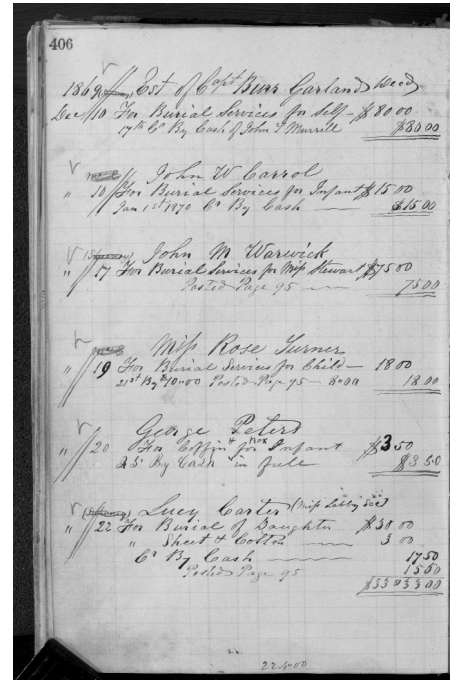 406
1869 Est of Capt Burr Garland Decd
Dec 10 For Burial Services for Self - $80 00
17th Cr By Cash of John T Murrell $80 00
John W Carrol
" 10 For Burial Services for Infant $15 00
Jan 1st 1870 Cr By Cash $15 00
John M Warwick
" 17 For Burial Services for Miss Stewart $75 00
Posted Page 95 75 00
Miss Rose Turner
" 19 For Burial Services for Child - 18 00
21st By $10 00 Posted Page 95 - 8 00 18 00
George Peters
" 20 For Coffin + Box for Infant $3 50
25 By Cash in full $3 50
Lucy Carter (Miss Libby
" 22 For Burial of Daughter $30 00
" Sheet & Cotton 3 00
Cr By Cash 17 50
Posted Page 95 15 50
$33 00 33 00